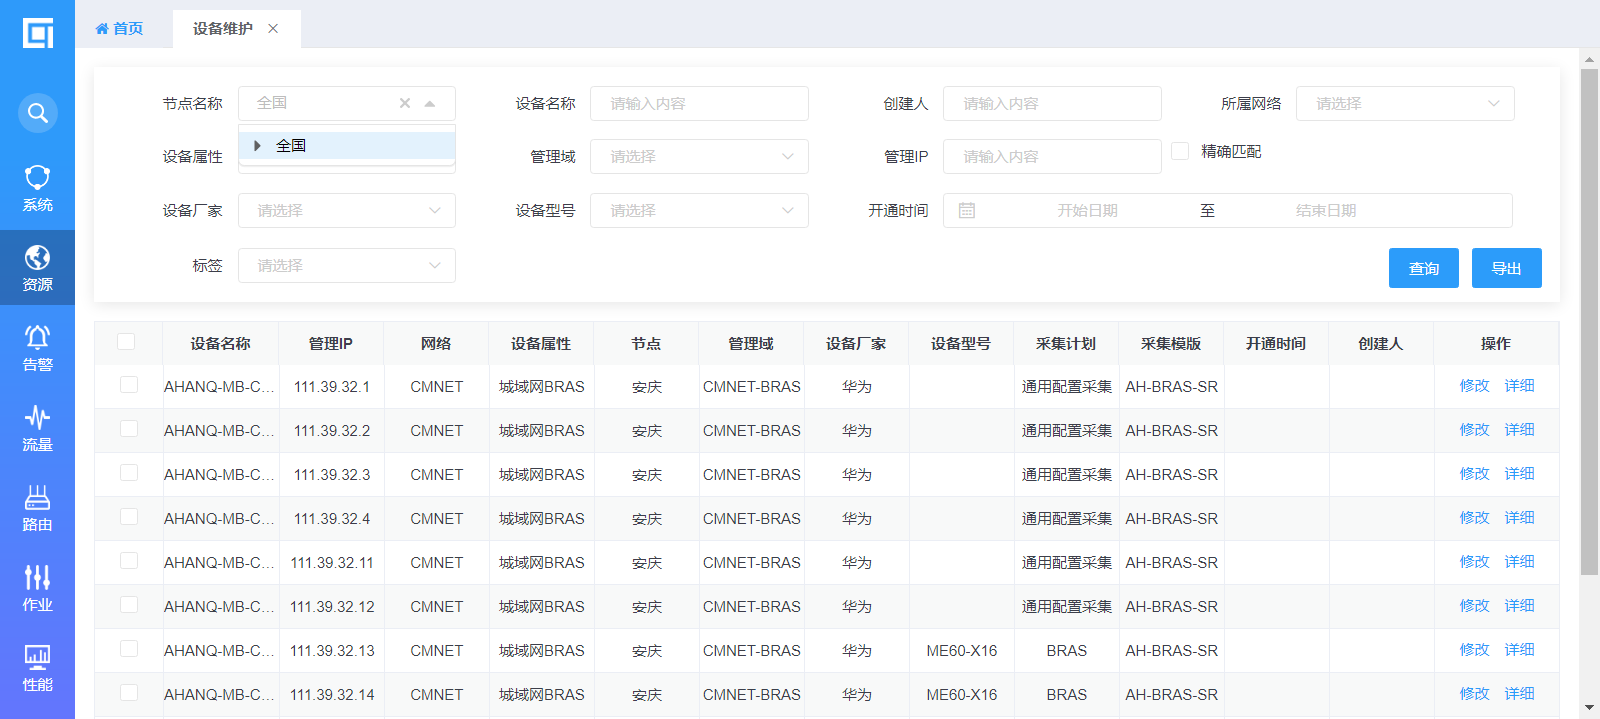 首页 设备维护
节点名称 全国 设备名称 请输入内容 创建人 请输入内容 所属网络 请选择
全国
设备属性 管理域 请选择 管理IP 请输入内容 精确匹配
设备厂家 请选择 设备型号 请选择 开通时间 开始日期 至 结束日期
标签 请选择 查询 导出
系统
资源
告警
流量
路由
作业
性能
设备名称 管理IP 网络 设备属性 节点 管理域 设备厂家 设备型号 采集计划 采集模版 开通时间 创建人 操作
AHANQ-MB-C... 111.39.32.1 CMNET 城域网BRAS 安庆 CMNET-BRAS 华为 通用配置采集 AH-BRAS-SR 修改 详细
AHANQ-MB-C... 111.39.32.2 CMNET 城域网BRAS 安庆 CMNET-BRAS 华为 通用配置采集 AH-BRAS-SR 修改 详细
AHANQ-MB-C... 111.39.32.3 CMNET 城域网BRAS 安庆 CMNET-BRAS 华为 通用配置采集 AH-BRAS-SR 修改 详细
AHANQ-MB-C... 111.39.32.4 CMNET 城域网BRAS 安庆 CMNET-BRAS 华为 通用配置采集 AH-BRAS-SR 修改 详细
AHANQ-MB-C... 111.39.32.11 CMNET 城域网BRAS 安庆 CMNET-BRAS 华为 通用配置采集 AH-BRAS-SR 修改 详细
AHANQ-MB-C... 111.39.32.12 CMNET 城域网BRAS 安庆 CMNET-BRAS 华为 通用配置采集 AH-BRAS-SR 修改 详细
AHANQ-MB-C... 111.39.32.13 CMNET 城域网BRAS 安庆 CMNET-BRAS 华为 ME60-X16 BRAS AH-BRAS-SR 修改 详细
AHANQ-MB-C... 111.39.32.14 CMNET 城域网BRAS 安庆 CMNET-BRAS 华为 ME60-X16 BRAS AH-BRAS-SR 修改 详细